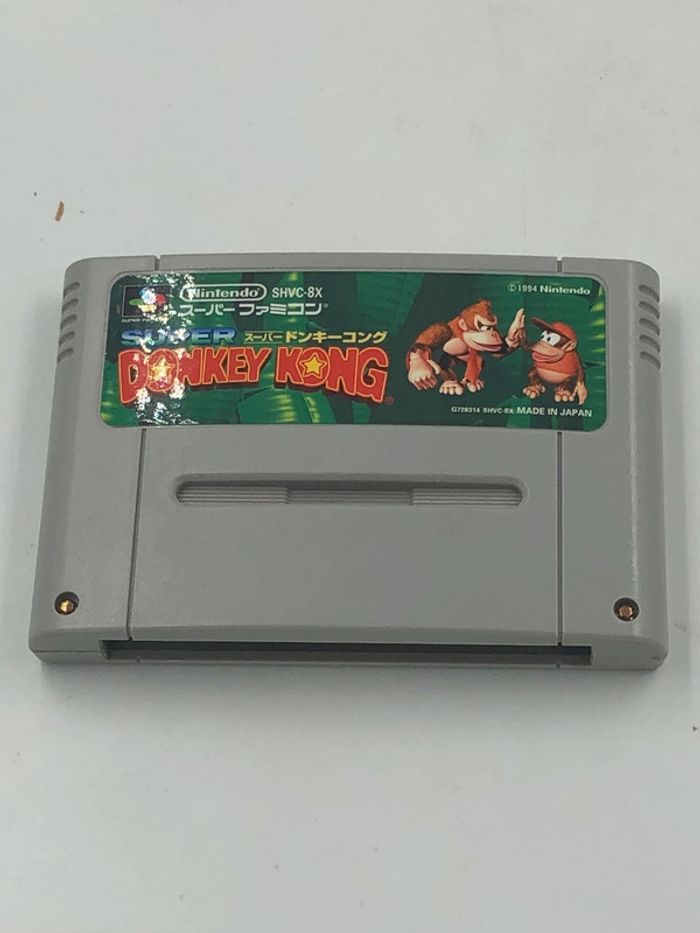 Nintendo SHVC-8X
スーパーファミコン®
©1994 Nintendo
SUPER スーパードンキーコング
DONKEY KONG®
G728314 SHVC-8X MADE IN JAPAN